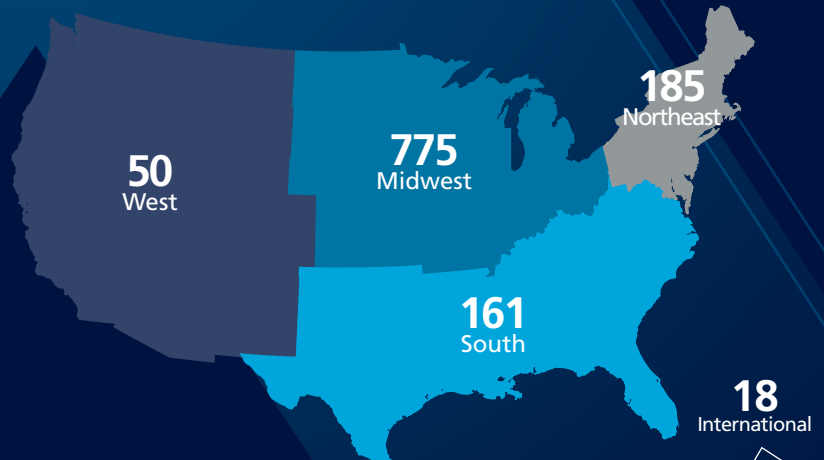 185
Northeast
775
Midwest
50
West
161
South
18
International